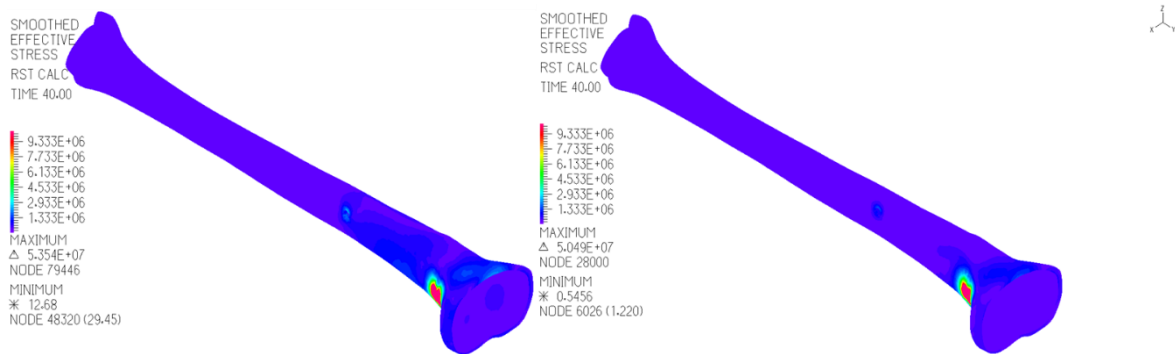 SMOOTHED
EFFECTIVE
STRESS
RST CALC
TIME 40.00
9.333E+06
7.733E+06
6.133E+06
4.533E+06
2.933E+06
1.333E+06
MAXIMUM
△ 5.354E+07
NODE 79446
MINIMUM
* 12.68
NODE 48320 (29.45)
SMOOTHED
EFFECTIVE
STRESS
RST CALC
TIME 40.00
9.333E+06
7.733E+06
6.133E+06
4.533E+06
2.933E+06
1.333E+06
MAXIMUM
△ 5.049E+07
NODE 28000
MINIMUM
* 0.5456
NODE 6026 (1.220)
Z
X Y